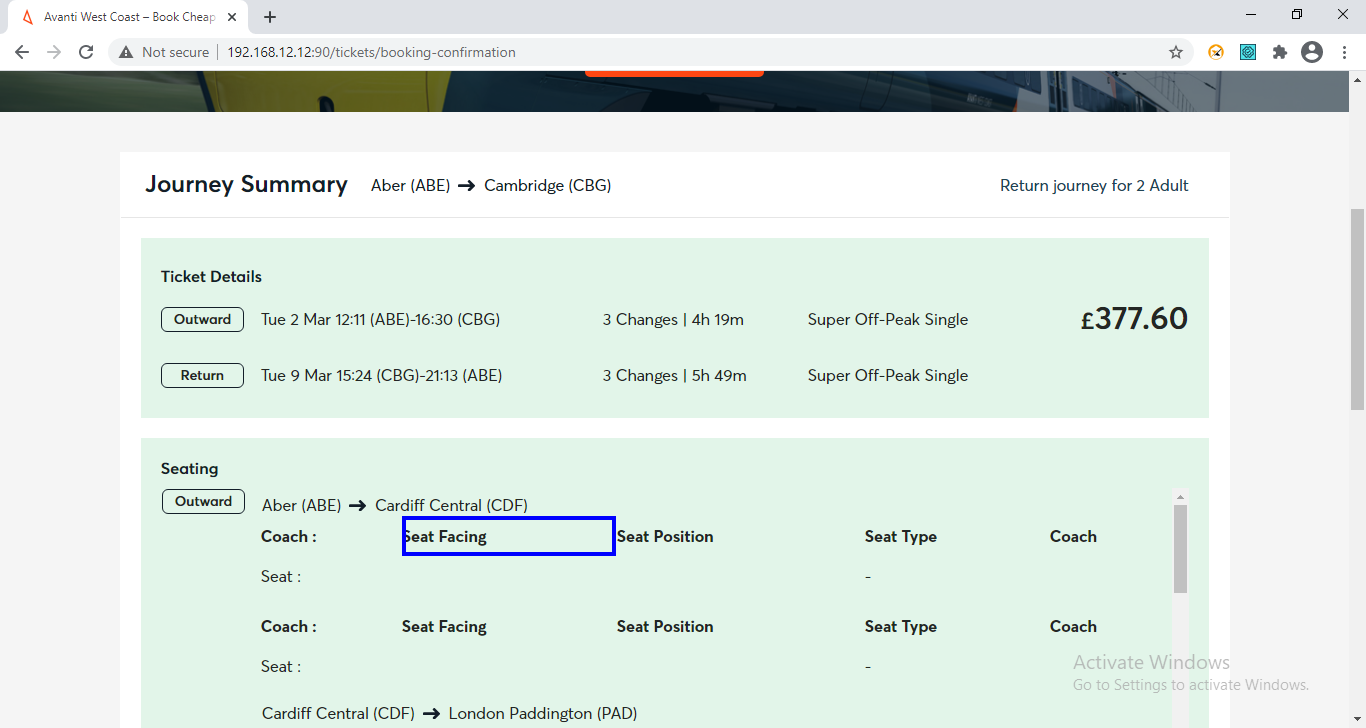 Avanti West Coast – Book Cheap
Not secure | 192.168.12.12:90/tickets/booking-confirmation
Journey Summary Aber (ABE) → Cambridge (CBG) Return journey for 2 Adult
Ticket Details
Outward Tue 2 Mar 12:11 (ABE)-16:30 (CBG) 3 Changes | 4h 19m Super Off-Peak Single £377.60
Return Tue 9 Mar 15:24 (CBG)-21:13 (ABE) 3 Changes | 5h 49m Super Off-Peak Single
Seating
Outward Aber (ABE) → Cardiff Central (CDF)
Coach : Seat Facing Seat Position Seat Type Coach
Seat : -
Coach : Seat Facing Seat Position Seat Type Coach
Seat : -
Activate Windows
Go to Settings to activate Windows.
Cardiff Central (CDF) → London Paddington (PAD)